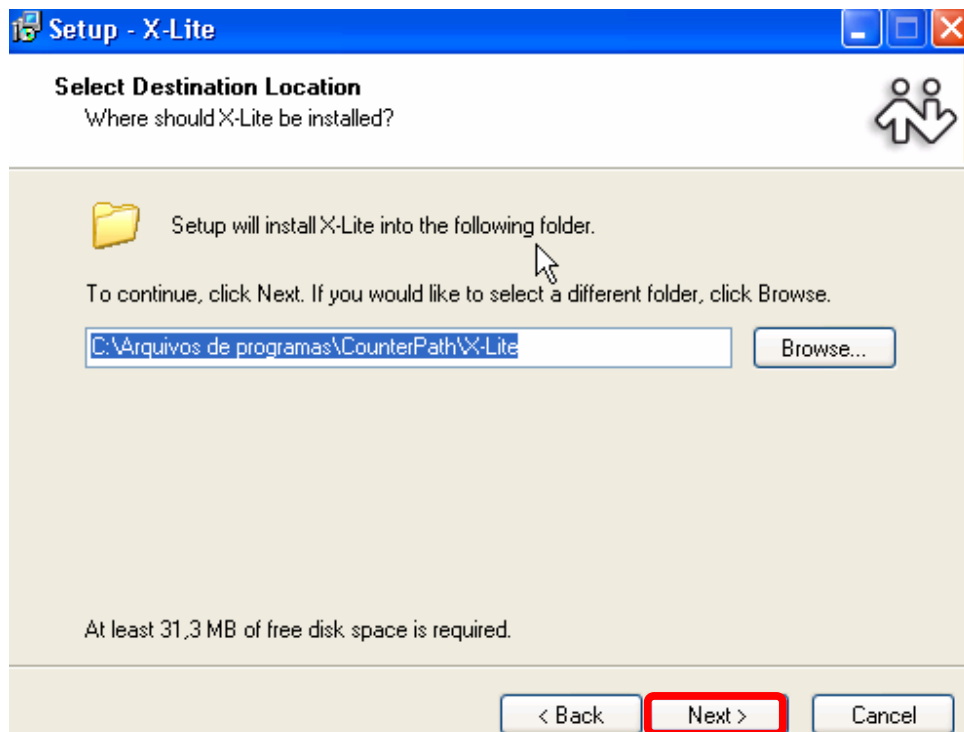 Setup - X-Lite
Select Destination Location
Where should X-Lite be installed?
Setup will install X-Lite into the following folder.
To continue, click Next. If you would like to select a different folder, click Browse.
C:\Arquivos de programas\CounterPath\X-Lite
Browse...
At least 31,3 MB of free disk space is required.
< Back Next > Cancel